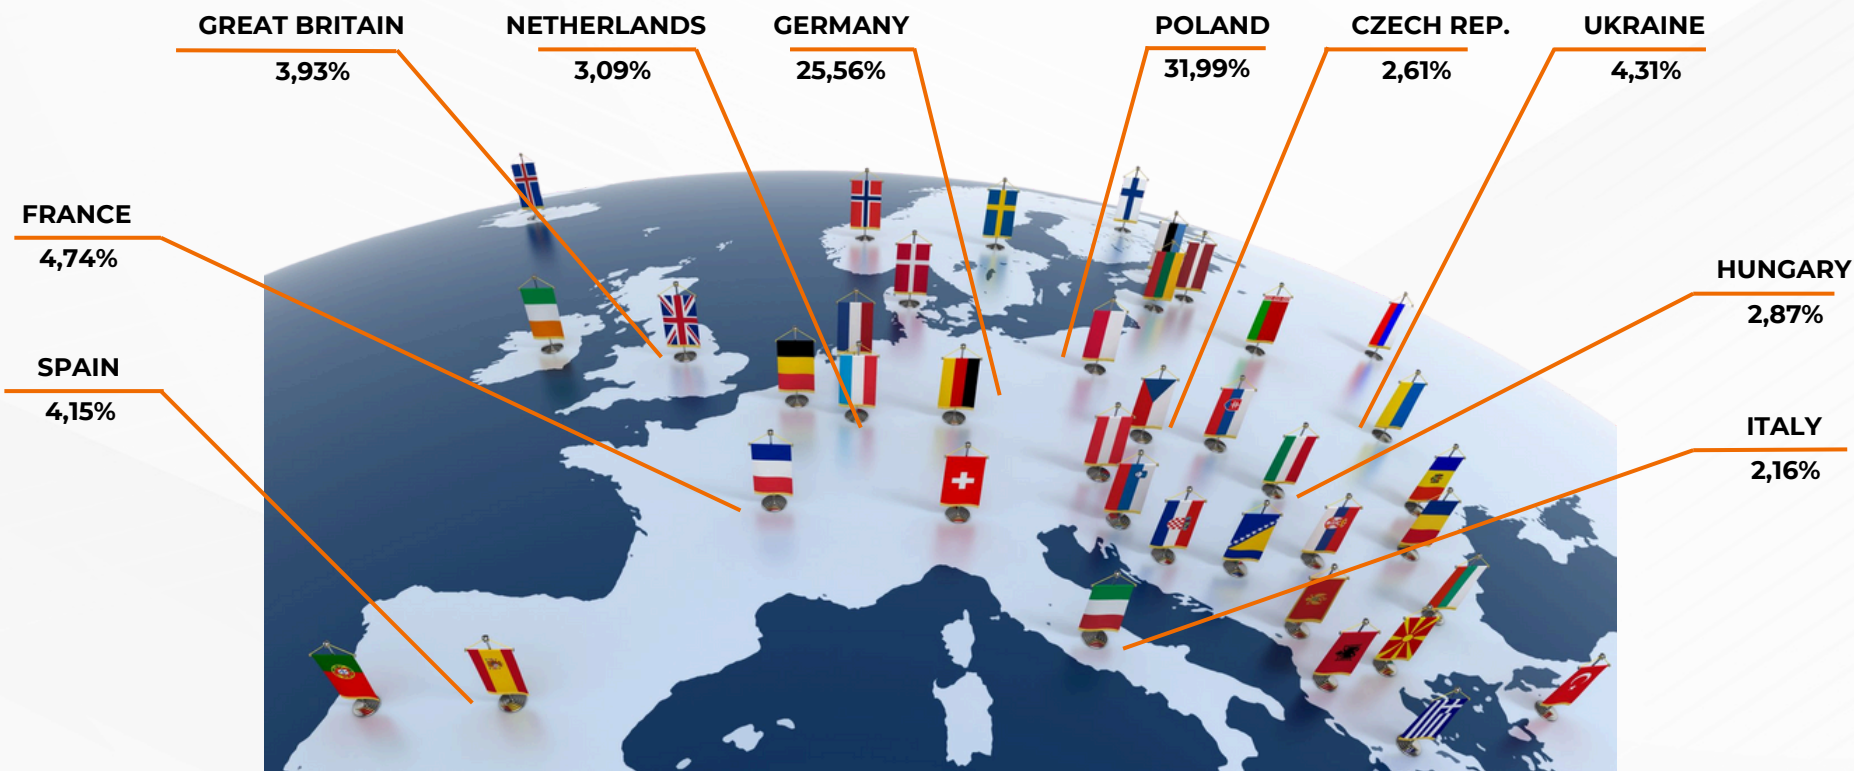 GREAT BRITAIN
3,93%
NETHERLANDS
3,09%
GERMANY
25,56%
POLAND
31,99%
CZECH REP.
2,61%
UKRAINE
4,31%
FRANCE
4,74%
HUNGARY
2,87%
SPAIN
4,15%
ITALY
2,16%